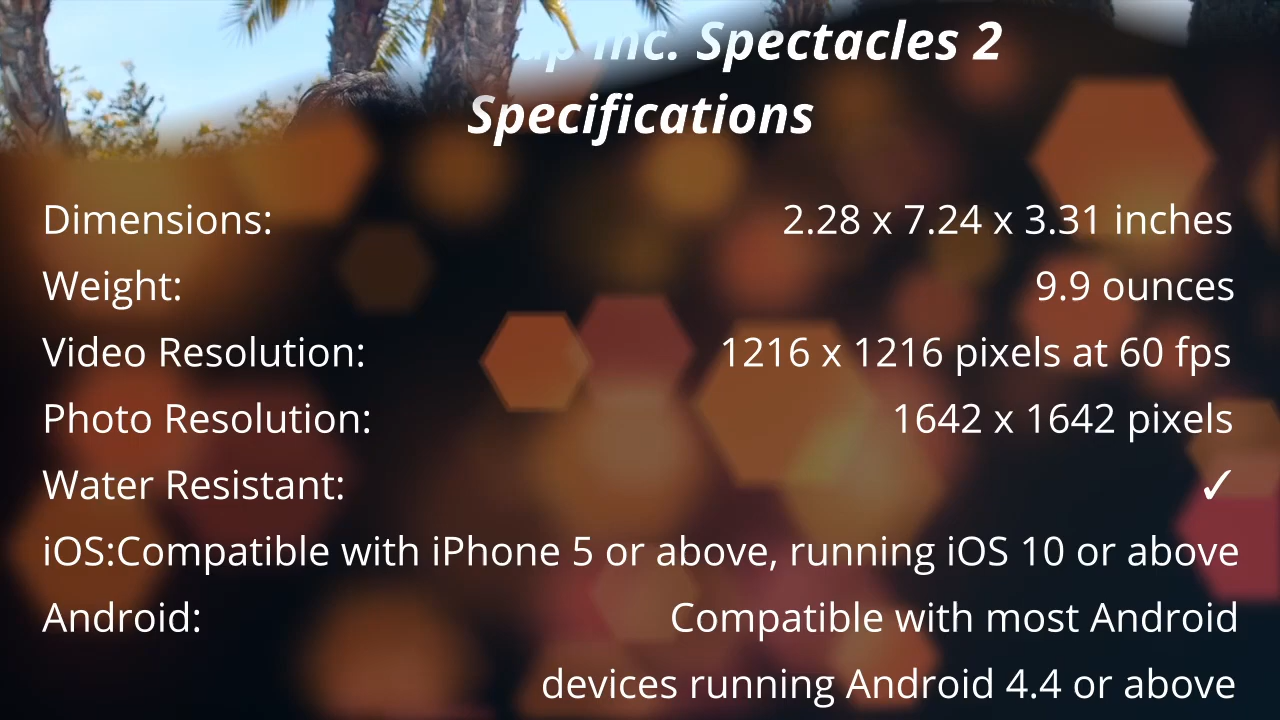 Inc. Spectacles 2
Specifications
Dimensions: 2.28 x 7.24 x 3.31 inches
Weight: 9.9 ounces
Video Resolution: 1216 x 1216 pixels at 60 fps
Photo Resolution: 1642 x 1642 pixels
Water Resistant: ✓
iOS:Compatible with iPhone 5 or above, running iOS 10 or above
Android: Compatible with most Android
devices running Android 4.4 or above